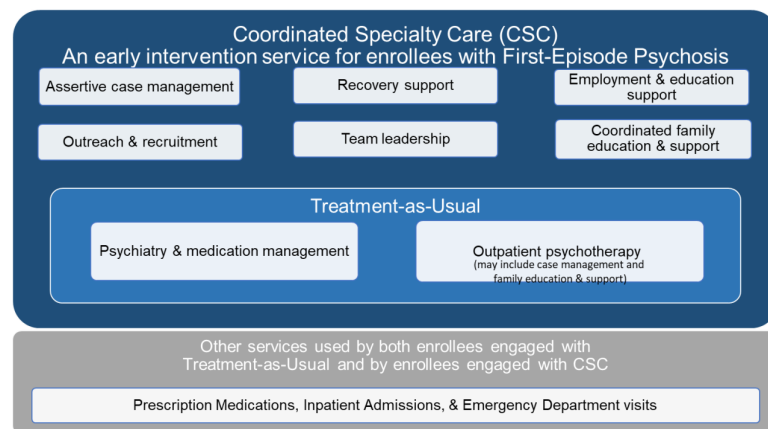 Coordinated Specialty Care (CSC)
An early intervention service for enrollees with First-Episode Psychosis
Assertive case management
Recovery support
Employment & education
support
Outreach & recruitment
Team leadership
Coordinated family
education & support
Treatment-as-Usual
Psychiatry & medication management
Outpatient psychotherapy
(may include case management and
family education & support)
Other services used by both enrollees engaged with
Treatment-as-Usual and by enrollees engaged with CSC
Prescription Medications, Inpatient Admissions, & Emergency Department visits